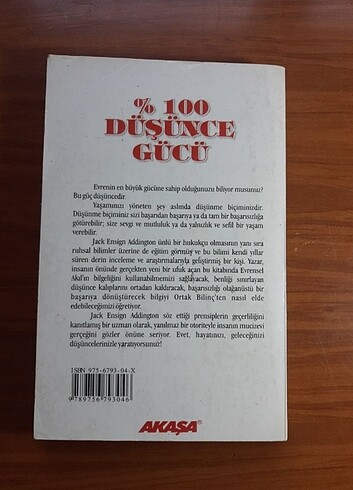 % 100
DÜŞÜNCE
GÜCÜ
Evrenin en büyük gücüne sahip olduğunuzu biliyor musunuz?
Bu güç düşüncedir.
Yaşamınızı yöneten şey aslında düşünme biçiminizdir.
Düşünme biçiminiz sizi başarıdan başarıya ya da tam bir başarısızlığa
götürebilir; size sevgi ve mutluluk ya da yalnızlık ve sefil bir yaşam
verebilir.
Jack Ensign Addington ünlü bir hukukçu olmasının yanı sıra
ruhsal bilimler üzerine de eğitim görmüş ve bu bilimi kendi yıllar
süren derin inceleme ve araştırmalarıyla geliştirmiş bir kişi. Yazar,
insanın önünde gerçekten yeni bir ufuk açan bu kitabında Evrensel
Akıl'ın bilgeliğini kullanabilmemizi sağlayacak, benliği sınırlayan
düşünce kalıplarını ortadan kaldıracak, başarısızlığı olağanüstü bir
başarıya dönüştürecek bilgiyi Ortak Bilinç'ten nasıl elde
edebileceğimizi öğretiyor.
Jack Ensign Addington söz ettiği prensiplerin geçerliliğini
kanıtlamış bir uzman olarak, yanılmaz bir otoriteyle insanın mucizevi
gerçeğini gözler önüne seriyor. Evet, hayatınızı, geleceğinizi
düşüncelerinizle yaratıyorsunuz!
ISBN 975-6793-04-X
9789756793046
AKAŞA®